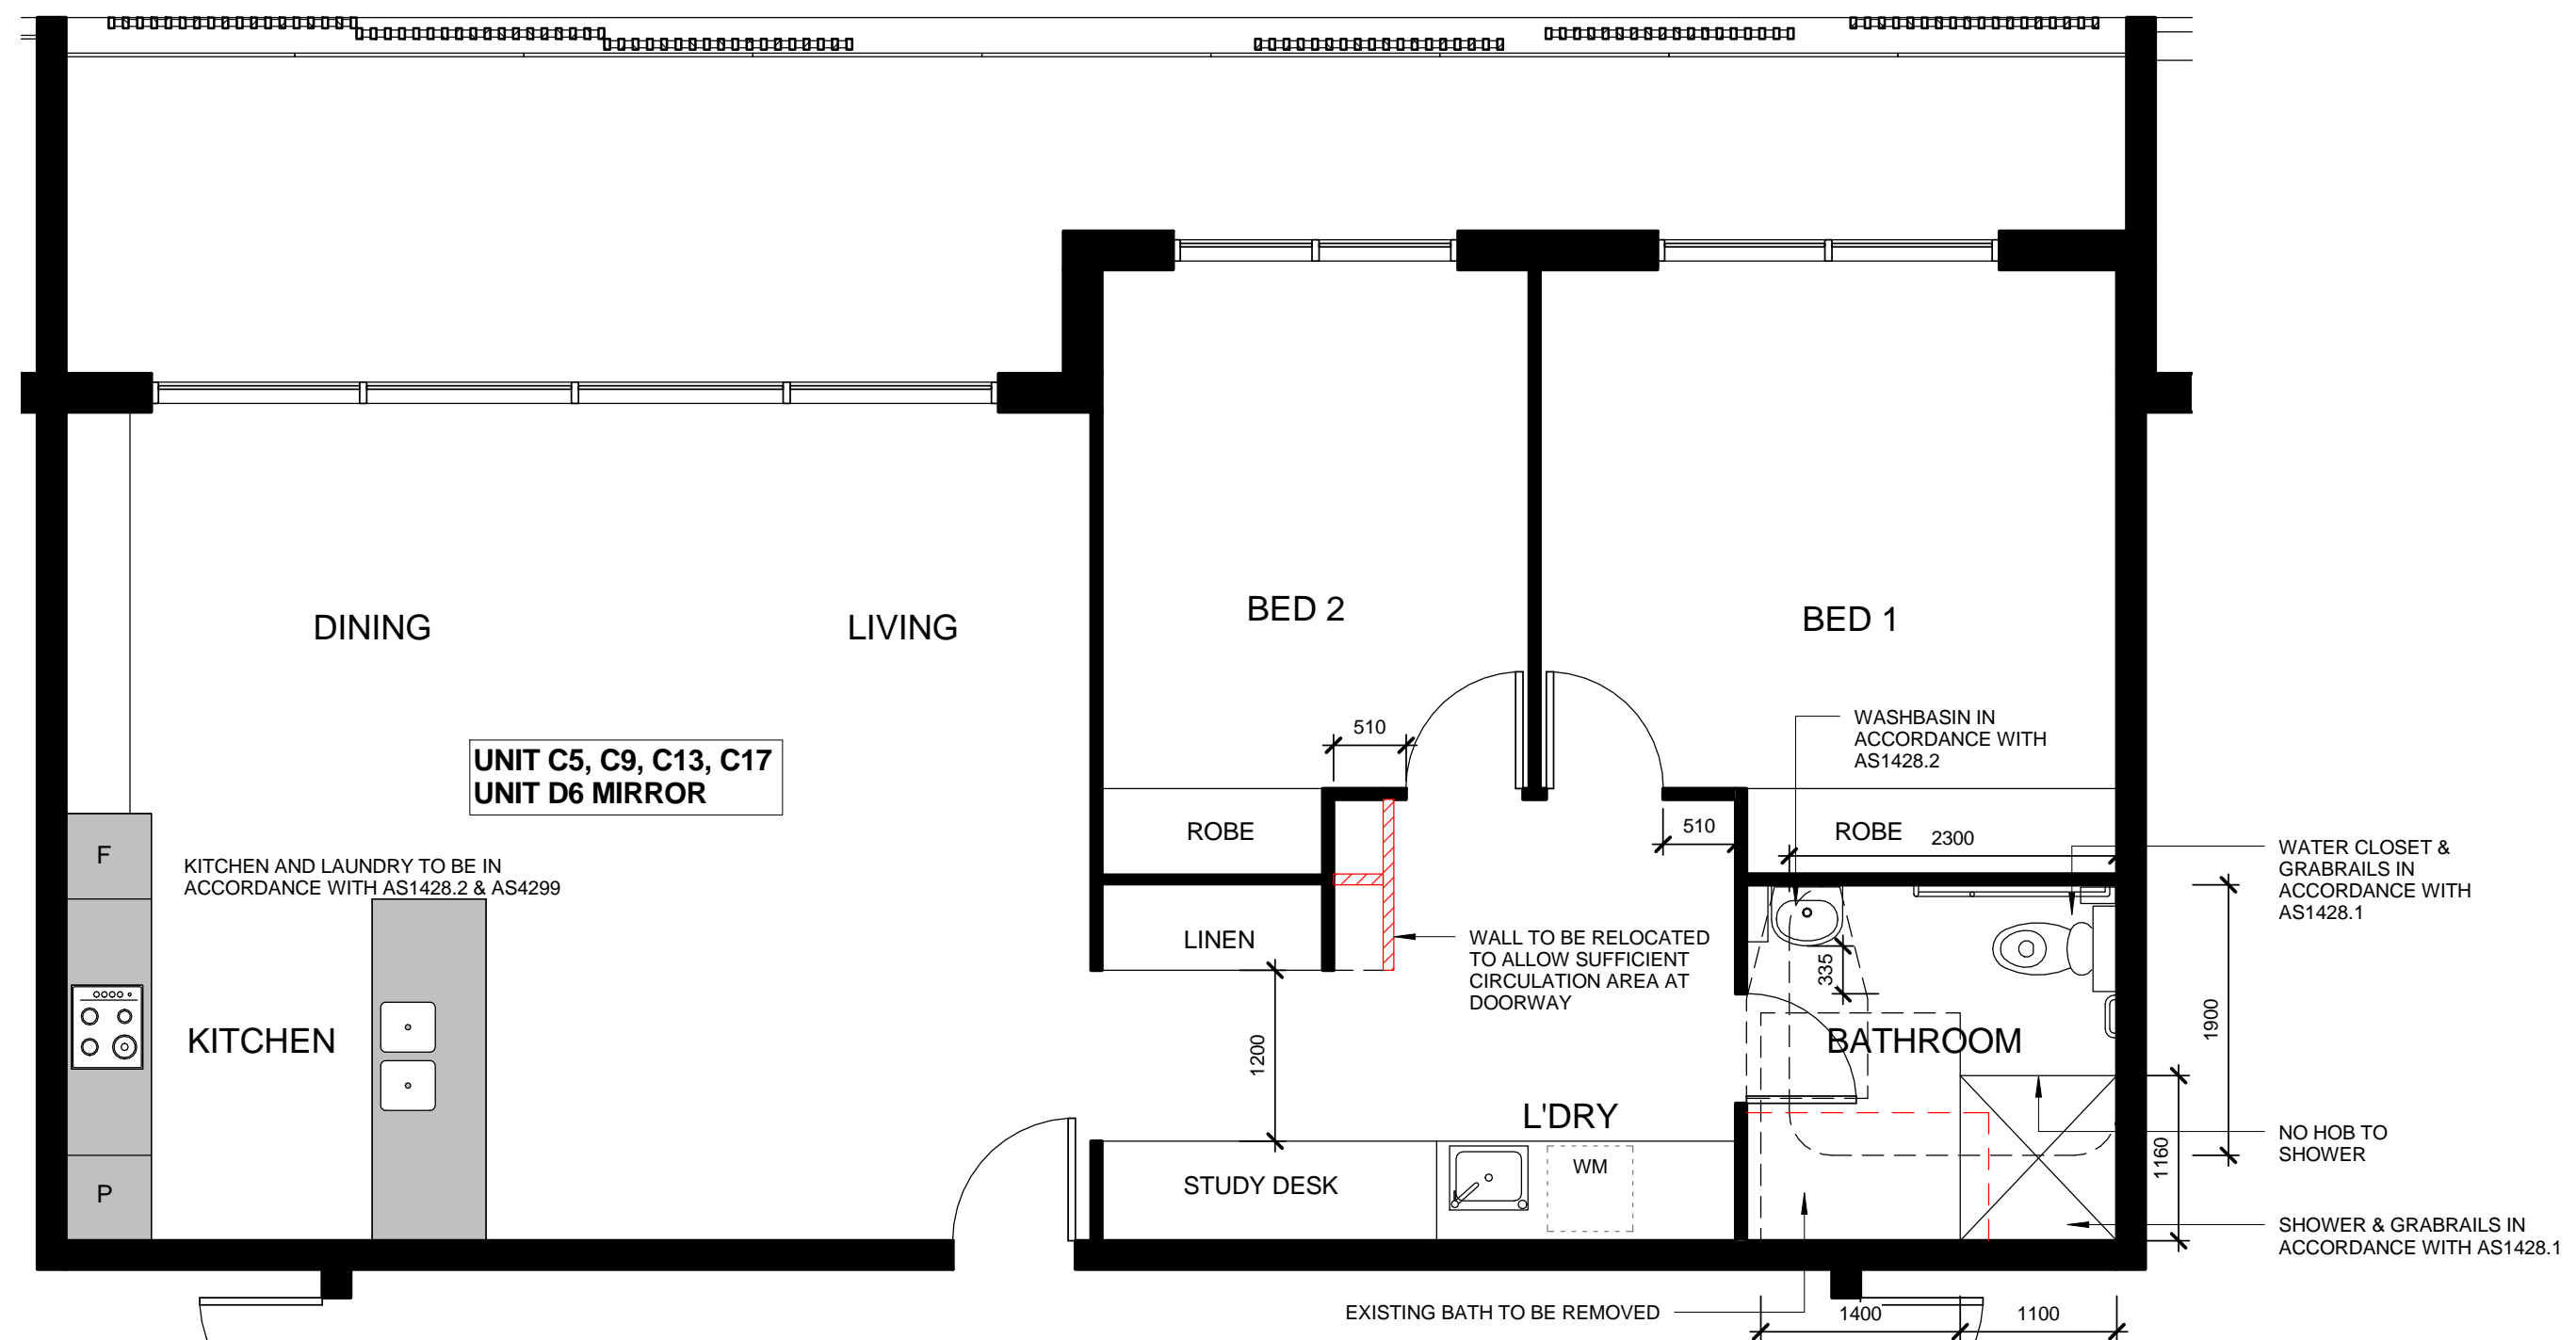 DINING
LIVING
BED 2
BED 1
UNIT C5, C9, C13, C17
UNIT D6 MIRROR
510
WASHBASIN IN
ACCORDANCE WITH
AS1428.2
ROBE
510
ROBE
2300
F
KITCHEN AND LAUNDRY TO BE IN
ACCORDANCE WITH AS1428.2 & AS4299
WATER CLOSET &
GRABRAILS IN
ACCORDANCE WITH
AS1428.1
LINEN
WALL TO BE RELOCATED
TO ALLOW SUFFICIENT
CIRCULATION AREA AT
DOORWAY
335
1900
KITCHEN
1200
BATHROOM
L'DRY
NO HOB TO
SHOWER
1160
P
STUDY DESK
WM
SHOWER & GRABRAILS IN
ACCORDANCE WITH AS1428.1
EXISTING BATH TO BE REMOVED
1400
1100